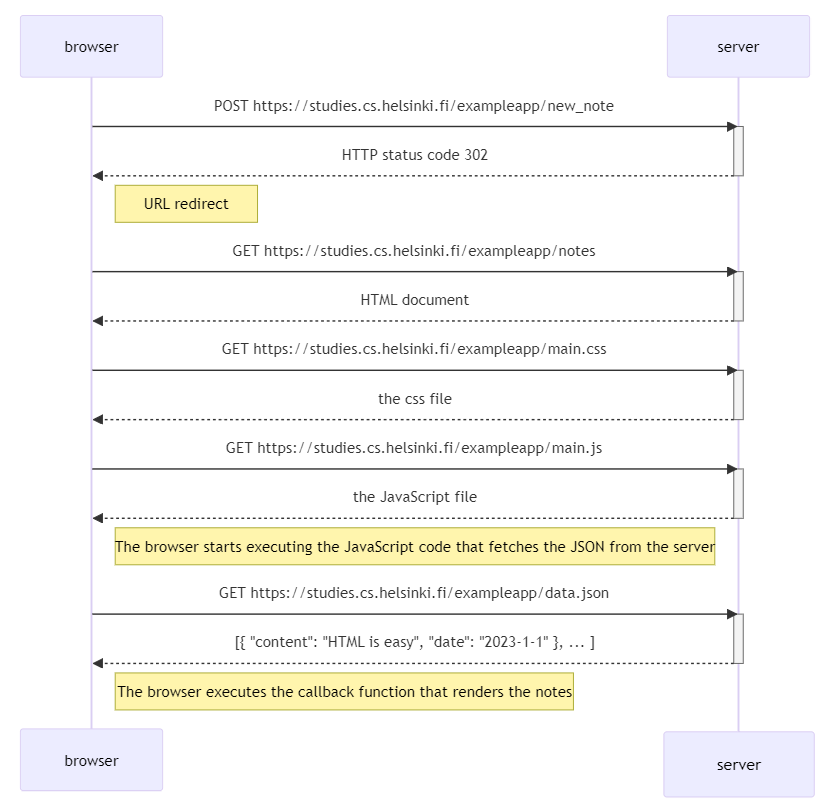 browser
server
POST https://studies.cs.helsinki.fi/exampleapp/new_note
HTTP status code 302
URL redirect
GET https://studies.cs.helsinki.fi/exampleapp/notes
HTML document
GET https://studies.cs.helsinki.fi/exampleapp/main.css
the css file
GET https://studies.cs.helsinki.fi/exampleapp/main.js
the JavaScript file
The browser starts executing the JavaScript code that fetches the JSON from the server
GET https://studies.cs.helsinki.fi/exampleapp/data.json
[{ "content": "HTML is easy", "date": "2023-1-1" }, ... ]
The browser executes the callback function that renders the notes
browser
server